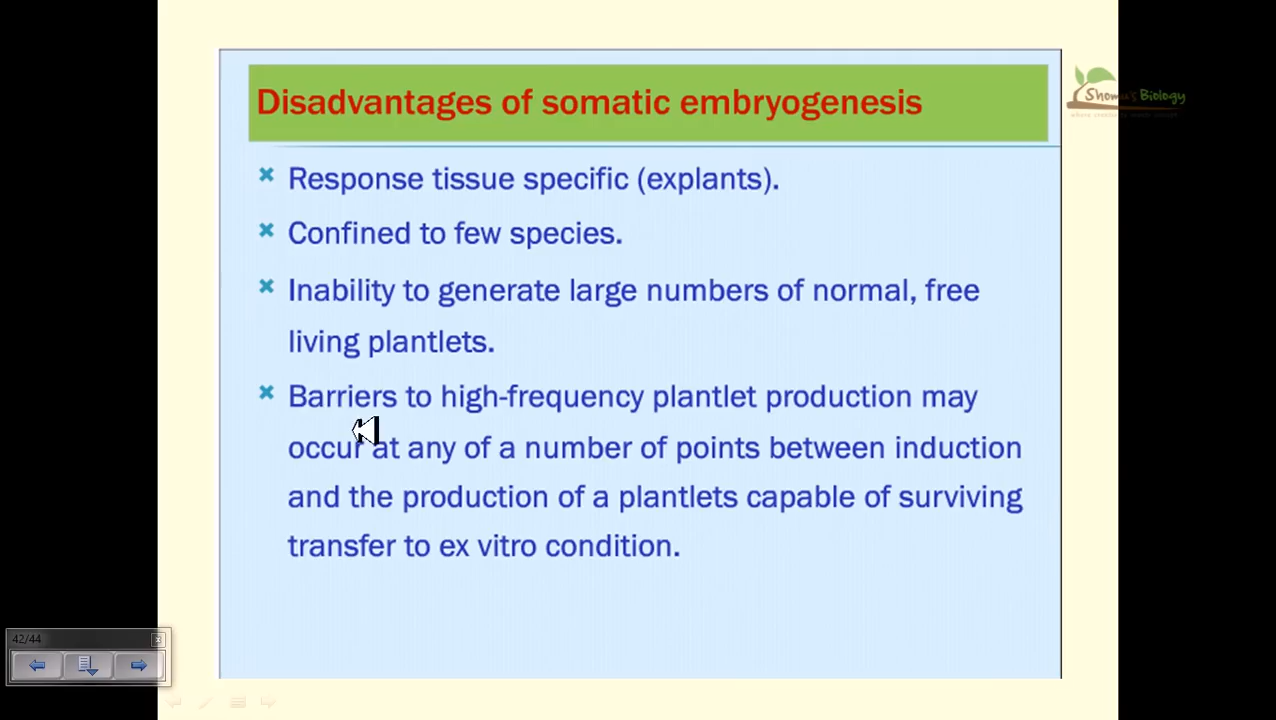 Disadvantages of somatic embryogenesis
Shomu's Biology
Response tissue specific (explants).
Confined to few species.
Inability to generate large numbers of normal, free
living plantlets.
Barriers to high-frequency plantlet production may
occur at any of a number of points between induction
and the production of a plantlets capable of surviving
transfer to ex vitro condition.
42/44